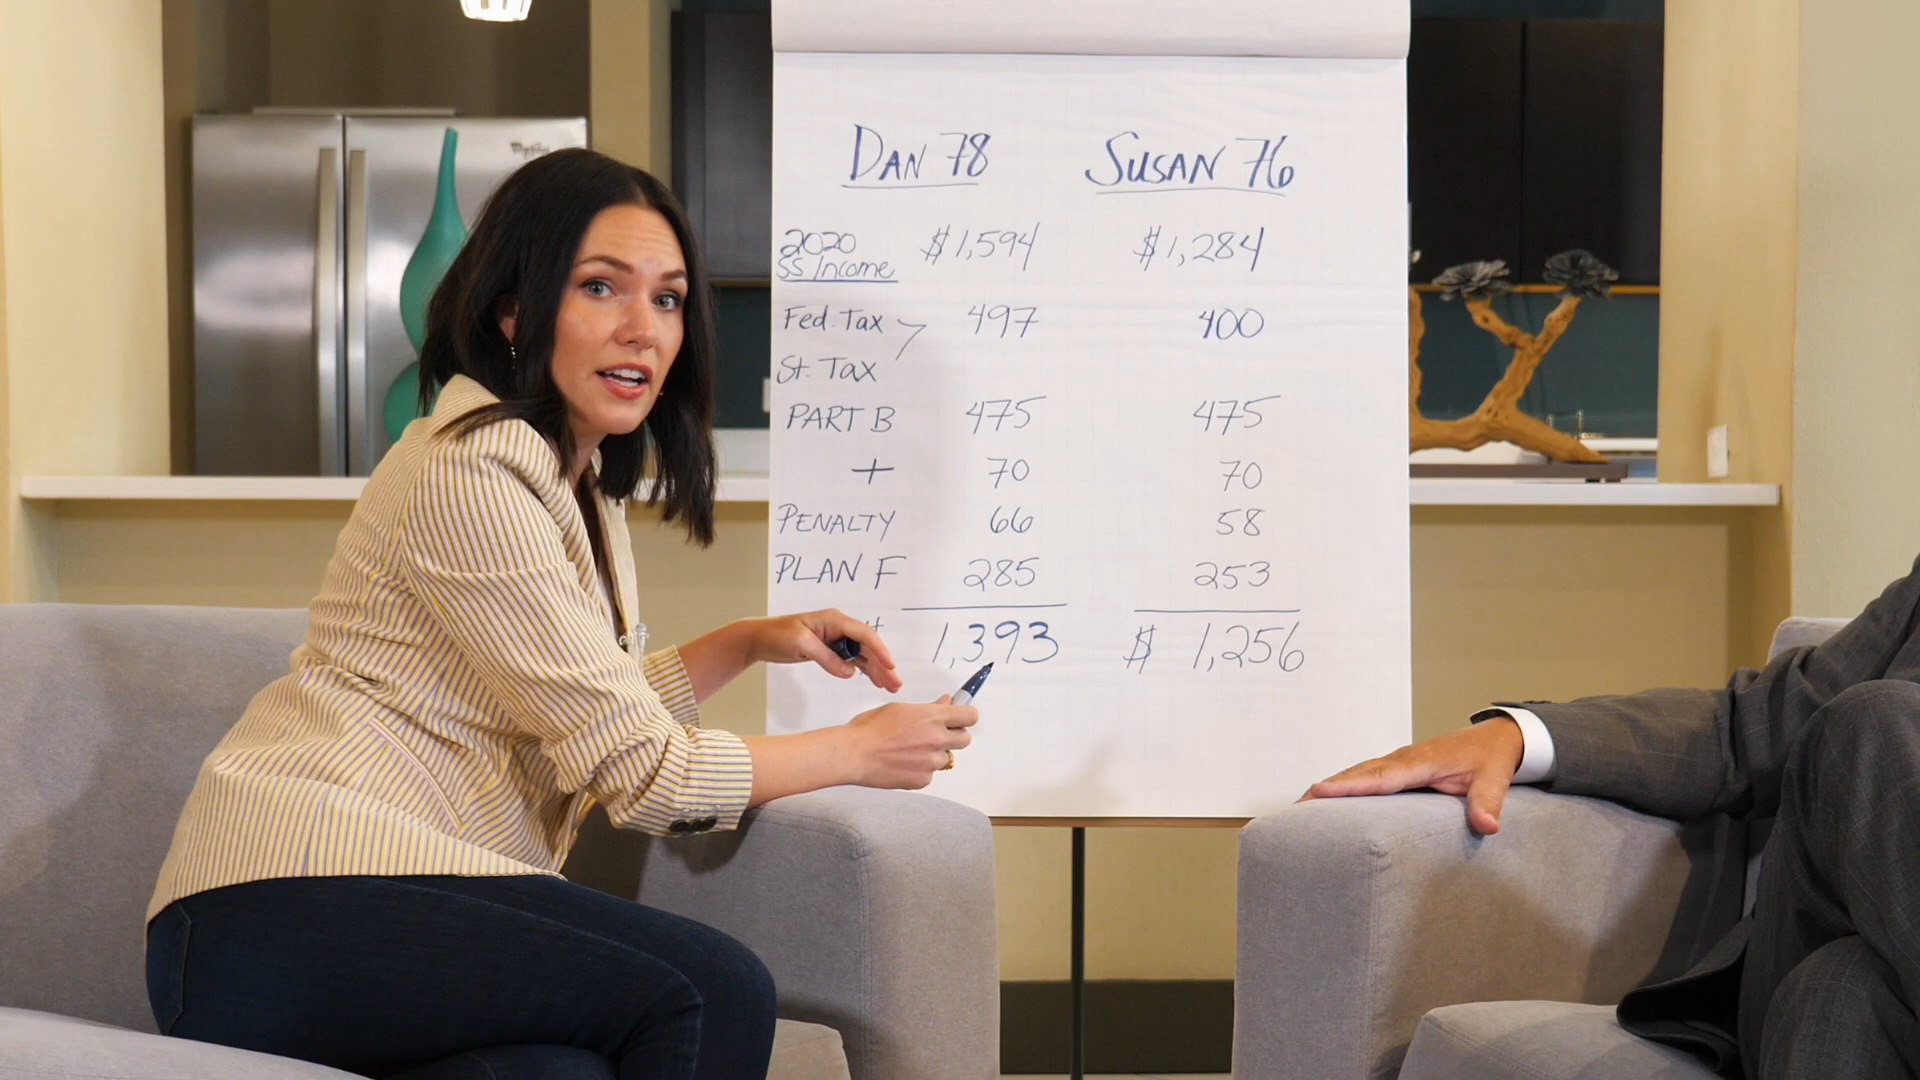 DAN 78 SUSAN 76
2020 $1,594 $1,284
SS Income
Fed. Tax 497 400
St. Tax
PART B 475 475
+ 70 70
PENALTY 66 58
PLAN F 285 253
1,393 $ 1,256